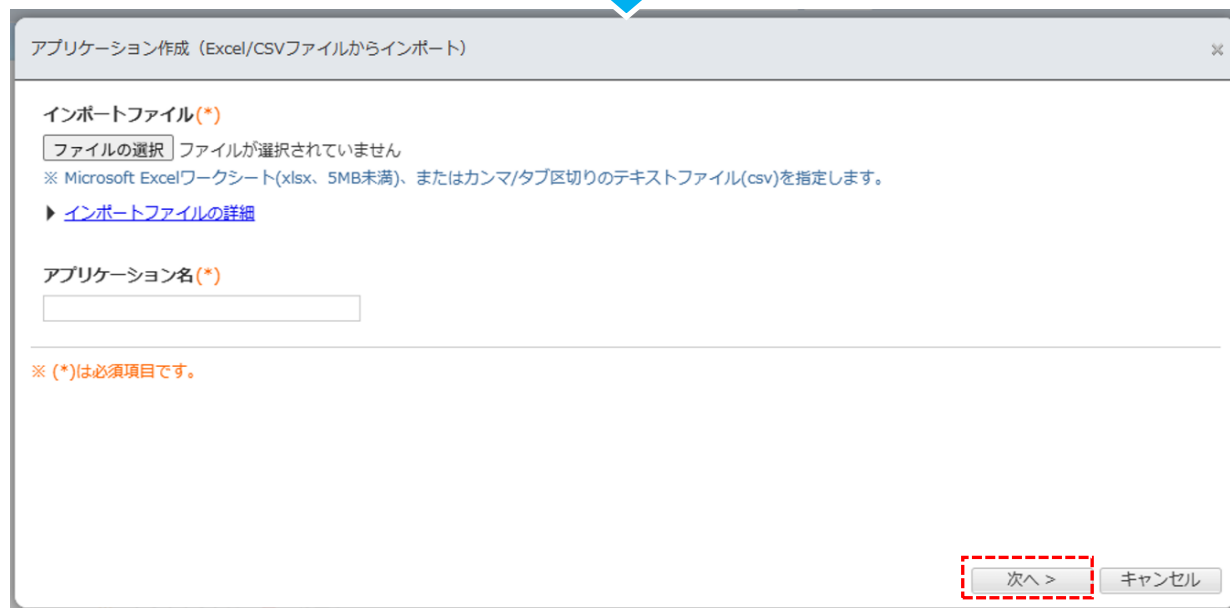 アプリケーション作成（Excel/CSVファイルからインポート）
×
インポートファイル(*)
ファイルの選択 ファイルが選択されていません
※ Microsoft Excelワークシート(xlsx、5MB未満)、またはカンマ/タブ区切りのテキストファイル(csv)を指定します。
インポートファイルの詳細
アプリケーション名(*)
※ (*)は必須項目です。
次へ > キャンセル